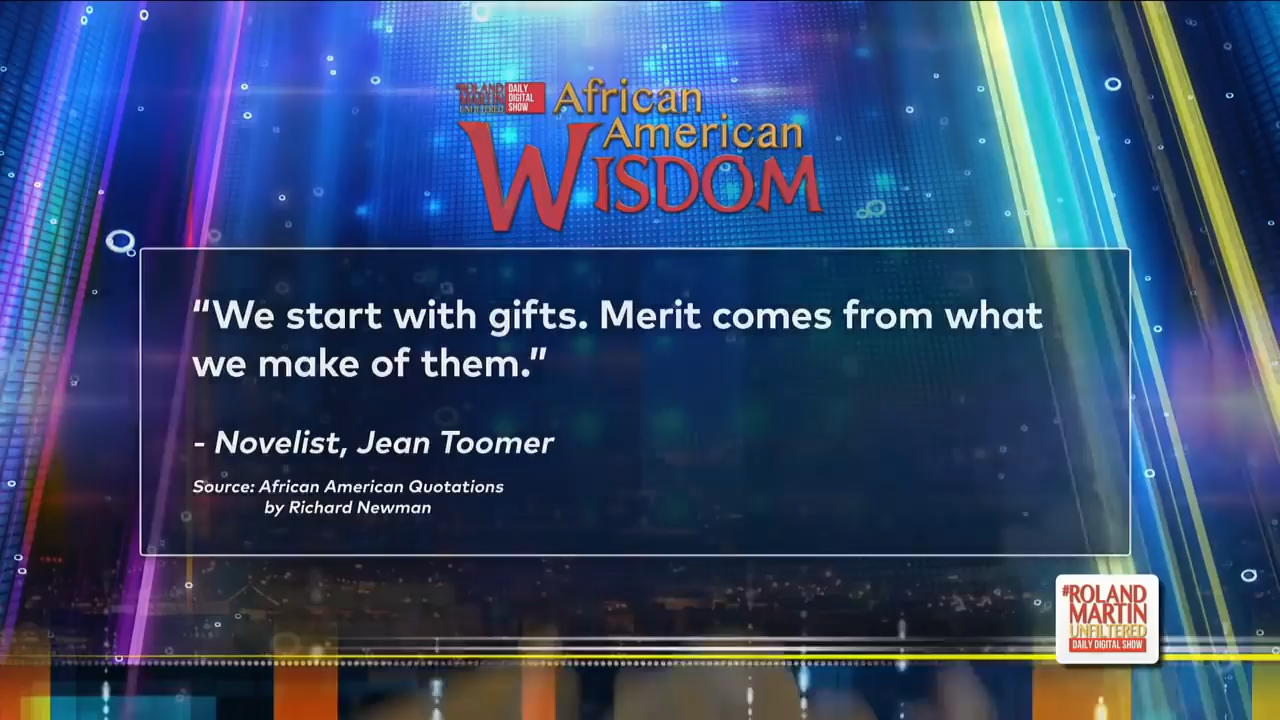 ROLAND MARTIN UNFILTERED
DAILY DIGITAL SHOW
African
American
WISDOM
“We start with gifts. Merit comes from what
we make of them.”
- Novelist, Jean Toomer
Source: African American Quotations
by Richard Newman
#ROLAND
MARTIN
UNFILTERED
DAILY DIGITAL SHOW